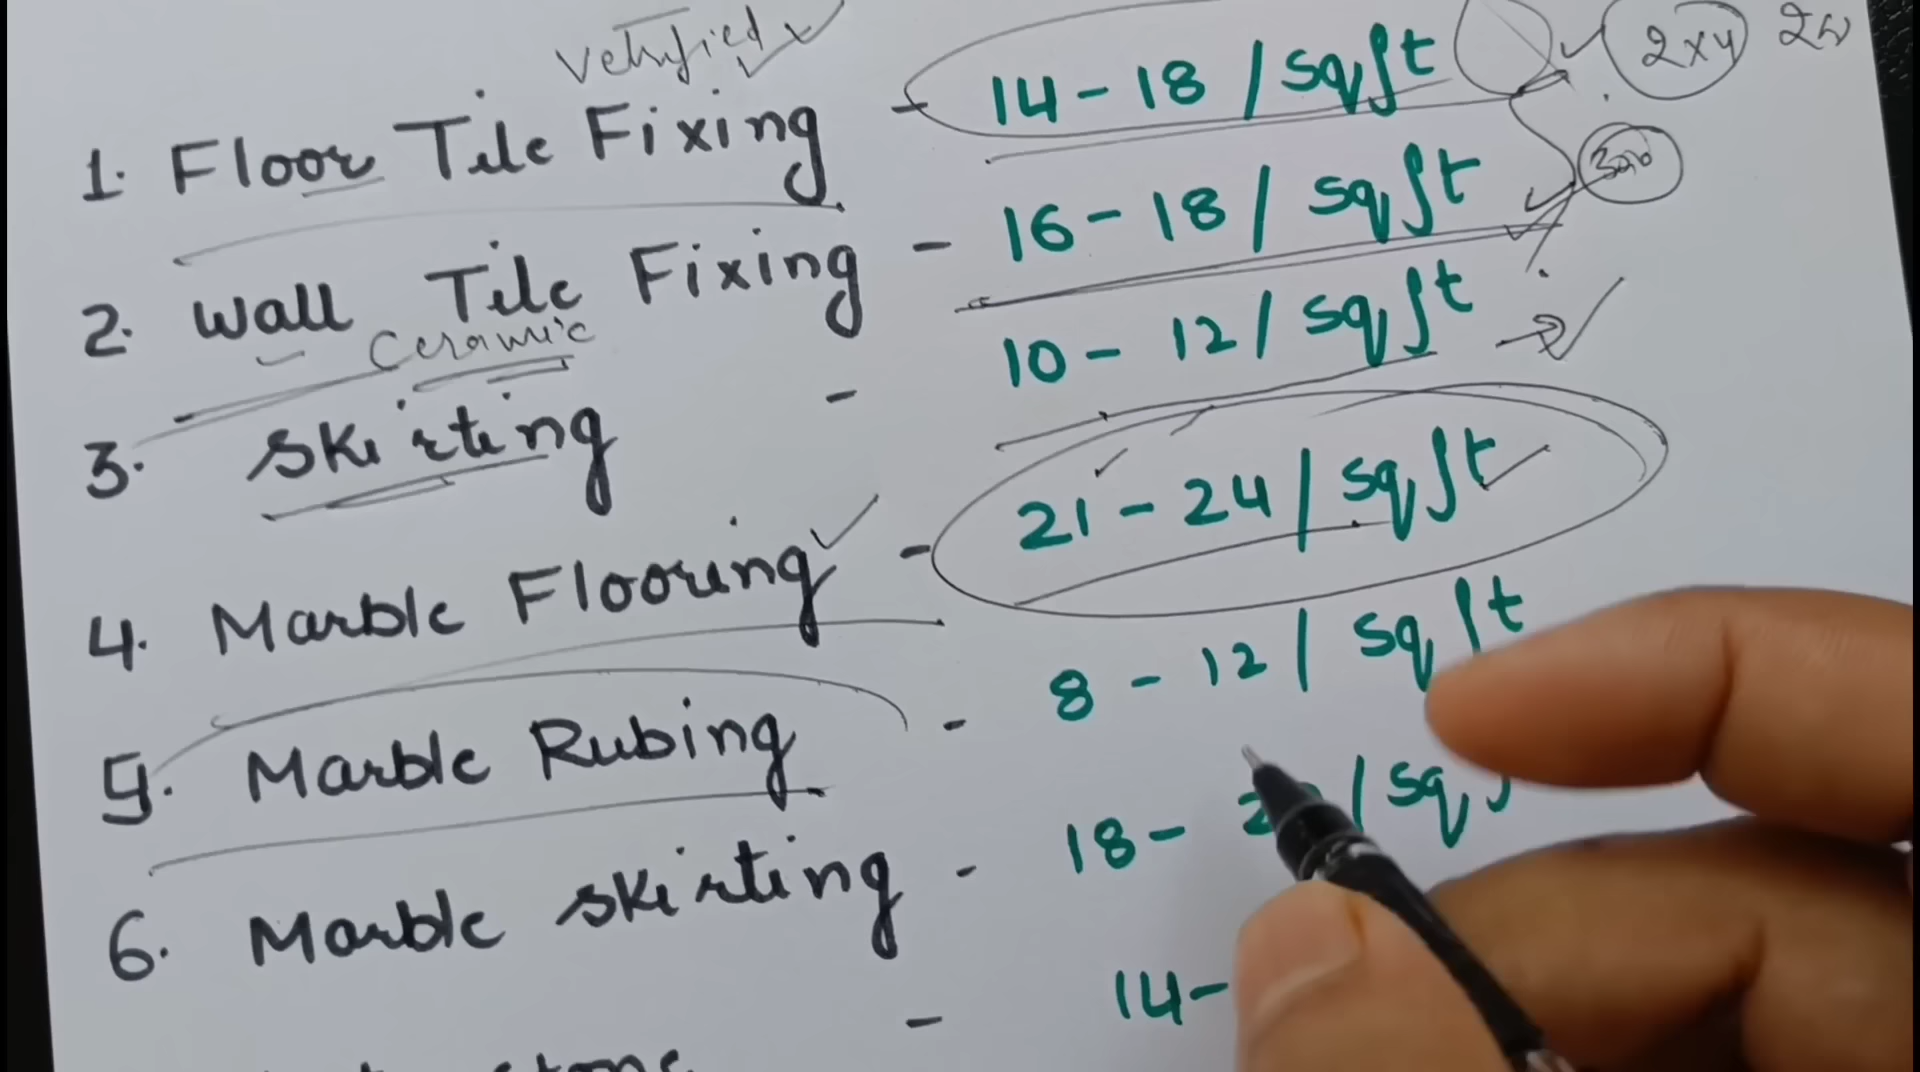 Vetrified
1. Floor Tile Fixing - 14-18/sqft 2x4
2. Wall Tile Fixing - 16-18/sqft
Ceramic
3. Skirting - 10-12/sqft
4. Marble Flooring - 21-24/sqft
5. Marble Rubing - 8-12/sqft
6. Marble skirting - 18- /sqf
- 14-
stone